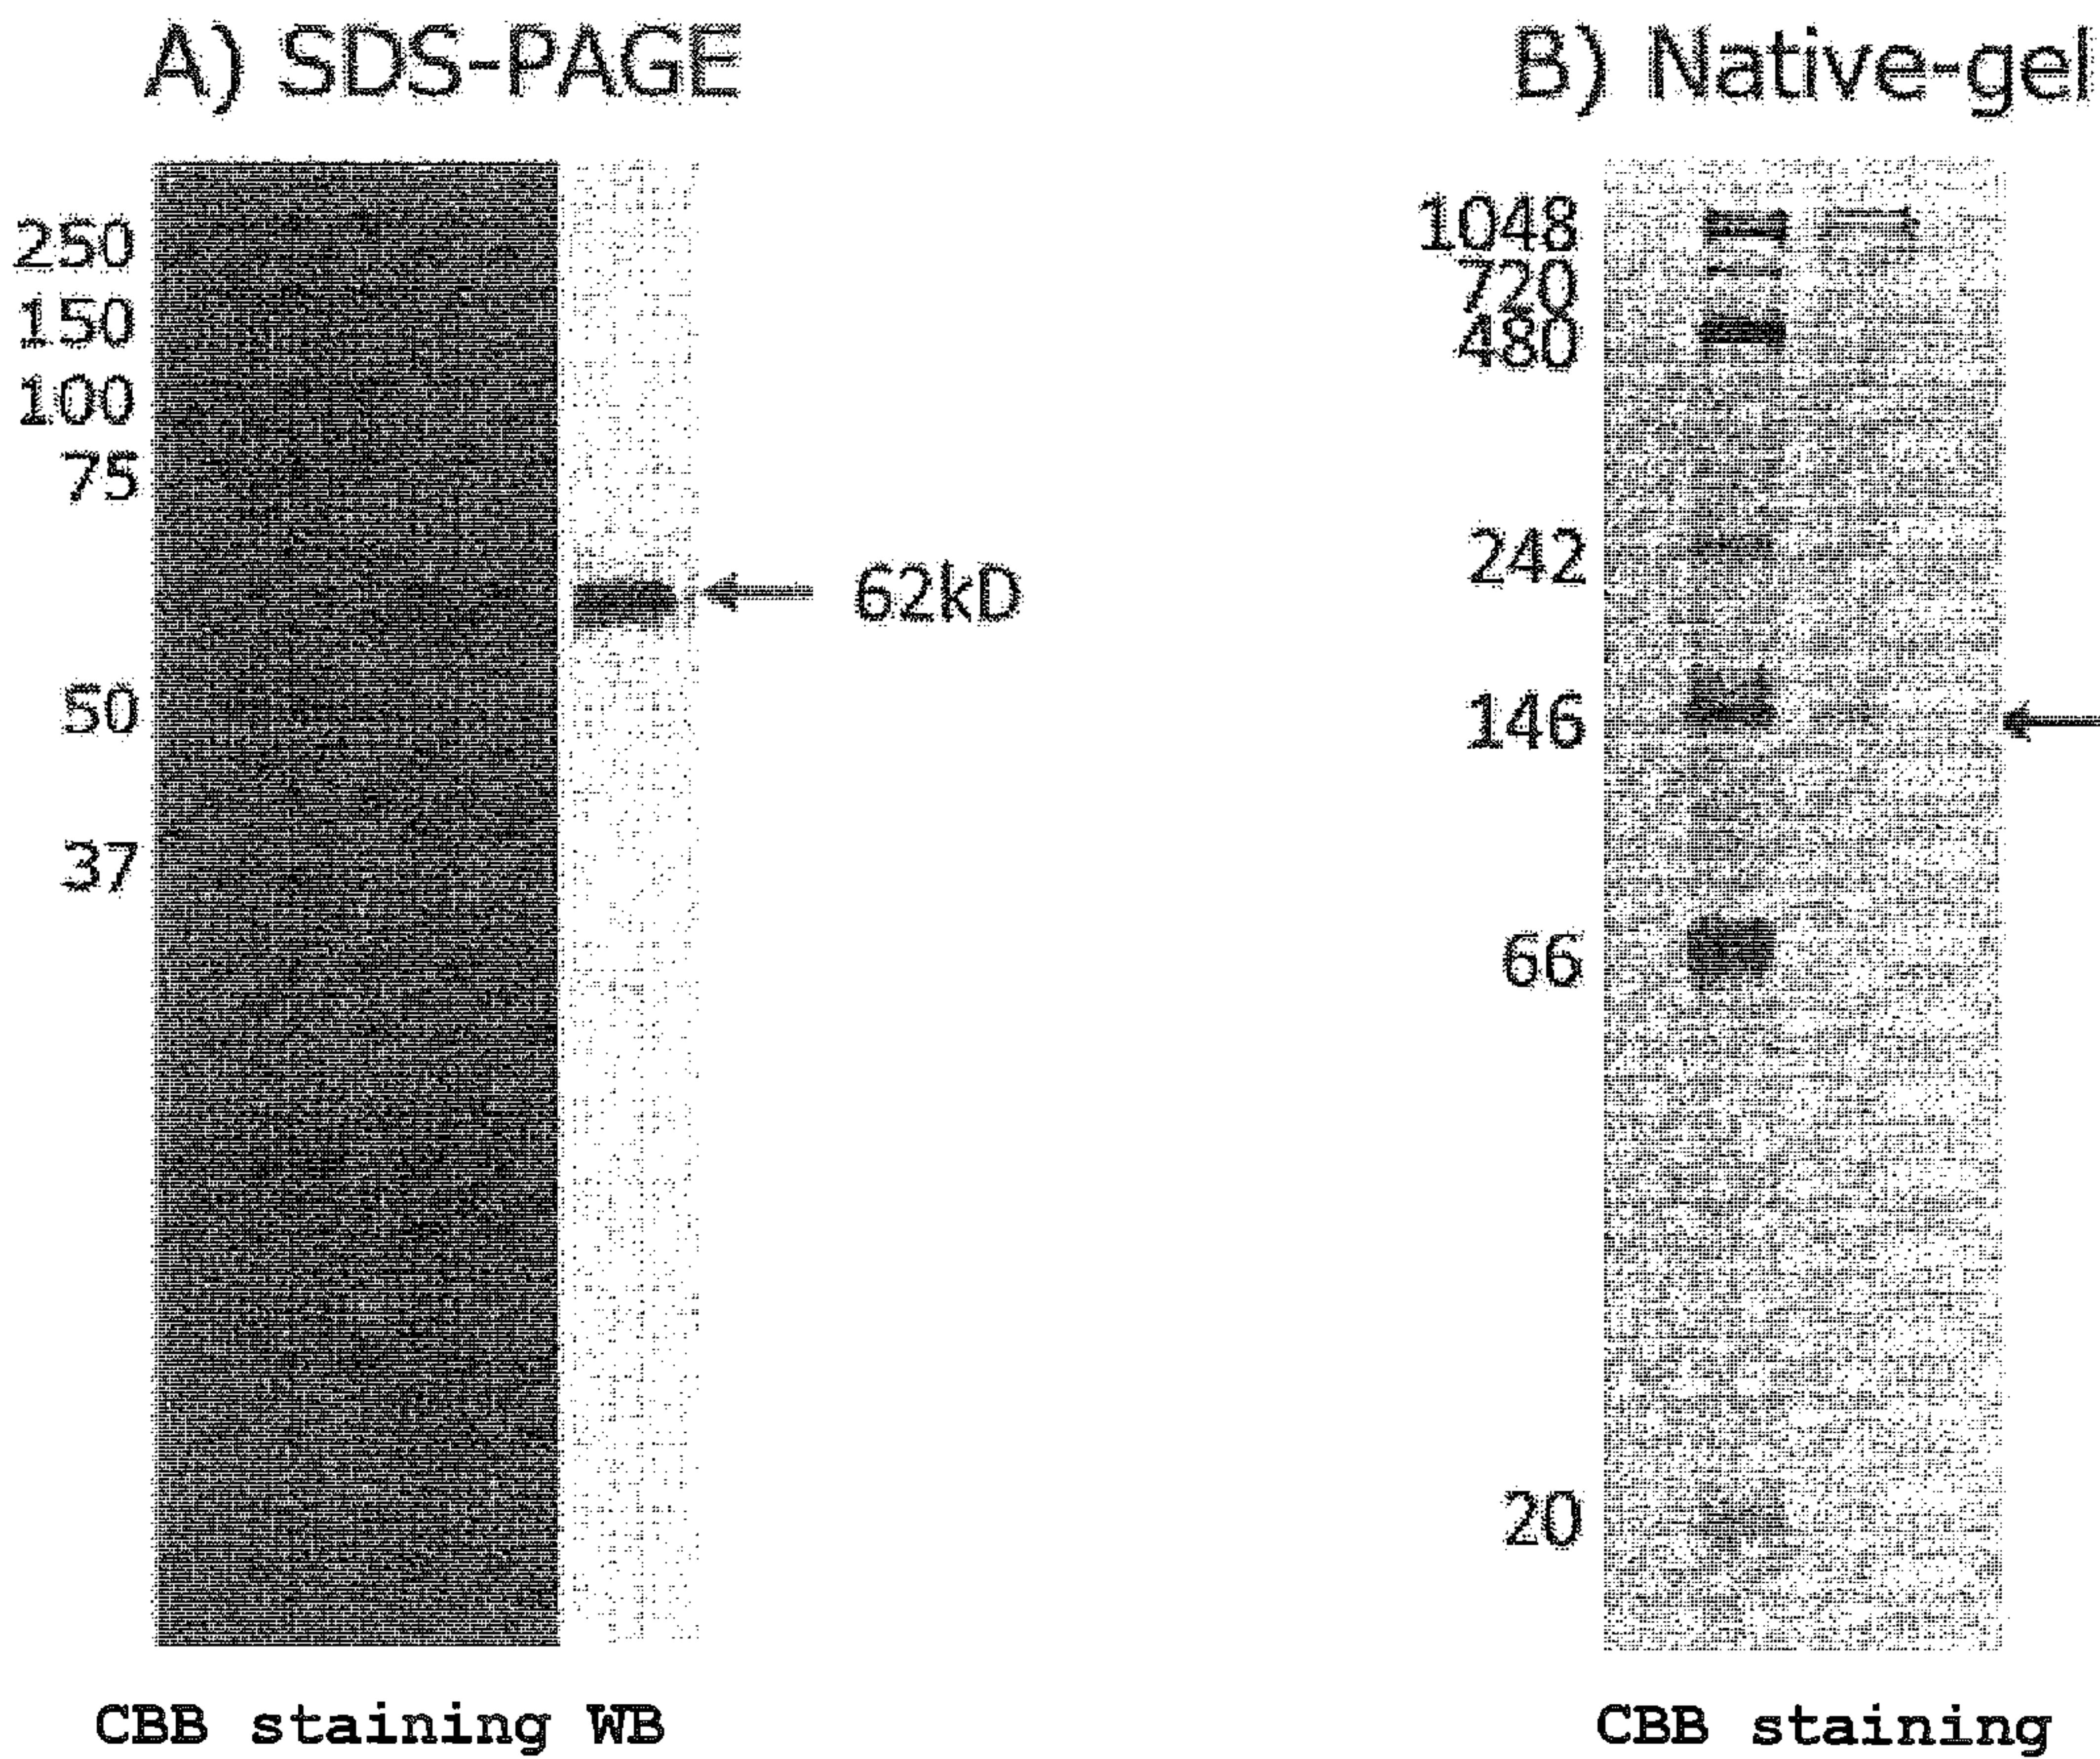 A) SDS-PAGE
250
150
100
75
62kD
50
37
CBB staining WB
B) Native-gel
1048
720
480
242
146
66
20
CBB staining